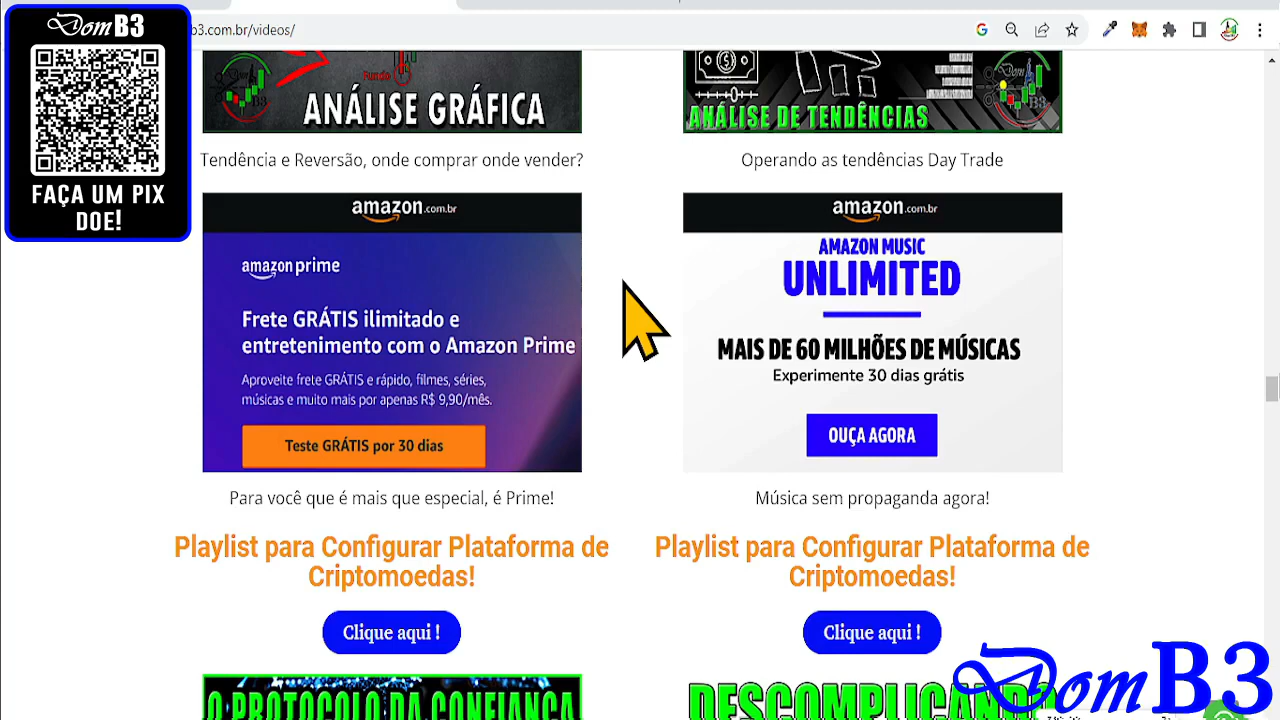 DomB3
FAÇA UM PIX
DOE!
b3.com.br/videos/
ANÁLISE GRÁFICA
ANÁLISE DE TENDÊNCIAS
Tendência e Reversão, onde comprar onde vender?
Operando as tendências Day Trade
amazon.com.br
amazon prime
Frete GRÁTIS ilimitado e
entretenimento com o Amazon Prime
Aproveite frete GRÁTIS e rápido, filmes, séries,
músicas e muito mais por apenas R$ 9,90/mês.
Teste GRÁTIS por 30 dias
Para você que é mais que especial, é Prime!
amazon.com.br
AMAZON MUSIC
UNLIMITED
MAIS DE 60 MILHÕES DE MÚSICAS
Experimente 30 dias grátis
OUÇA AGORA
Música sem propaganda agora!
Playlist para Configurar Plataforma de
Criptomoedas!
Clique aqui !
Playlist para Configurar Plataforma de
Criptomoedas!
Clique aqui !
O PROTOCOLO DA CONFIANÇA
DESCOMPLICANDO
DomB3